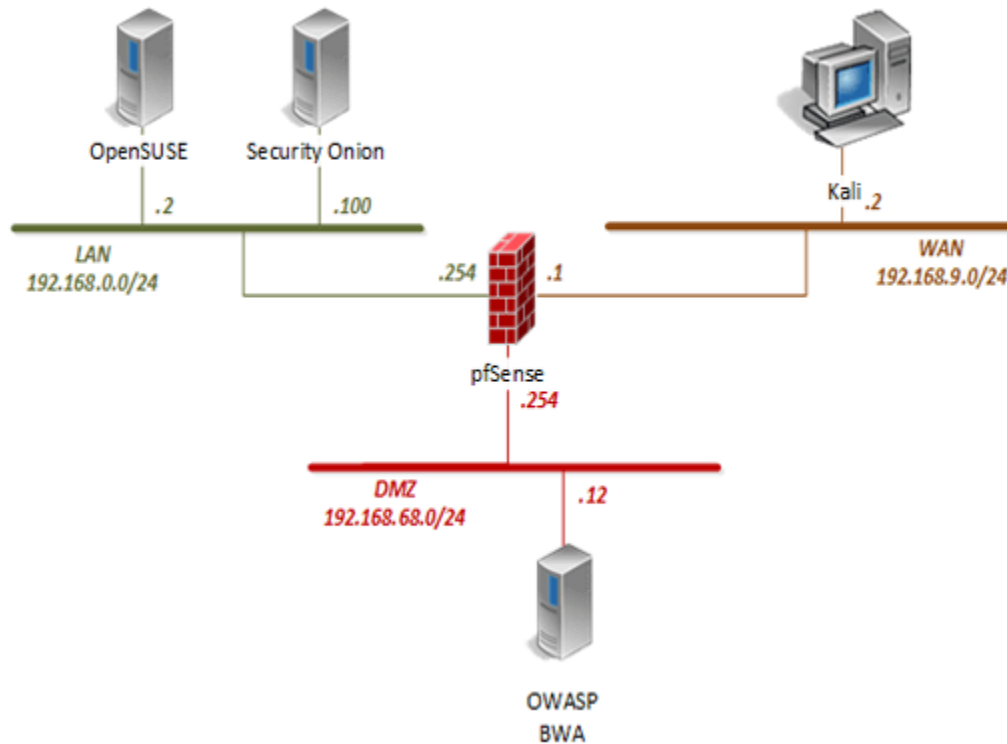 OpenSUSE
Security Onion
.2
.100
LAN
192.168.0.0/24
.254
Kali
.2
WAN
192.168.9.0/24
.1
pfSense
.254
DMZ
192.168.68.0/24
.12
OWASP
BWA